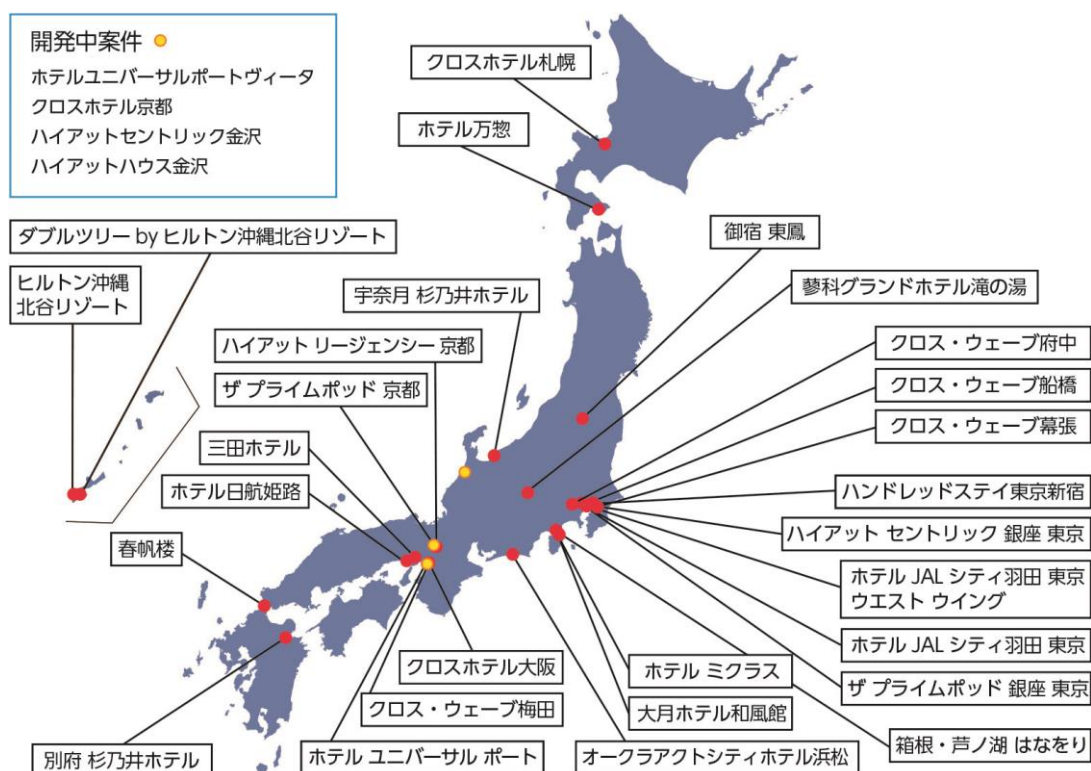 開発中案件
ホテルユニバーサルポートヴィータ
クロスホテル京都
ハイアットセントリック金沢
ハイアットハウス金沢
クロスホテル札幌
ホテル万惣
ダブルツリー by ヒルトン沖縄北谷リゾート
ヒルトン沖縄
北谷リゾート
御宿 東鳳
宇奈月 杉乃井ホテル
蓼科グランドホテル滝の湯
ハイアット リージェンシー 京都
ザ プライムポッド 京都
三田ホテル
ホテル日航姫路
春帆楼
クロス・ウェーブ府中
クロス・ウェーブ船橋
クロス・ウェーブ幕張
ハンドレッドステイ東京新宿
ハイアット セントリック 銀座 東京
ホテル JAL シティ羽田 東京
ウエスト ウイング
ホテル JAL シティ羽田 東京
ザ プライムポッド 銀座 東京
箱根・芦ノ湖 はなをり
クロスホテル大阪
クロス・ウェーブ梅田
ホテル ユニバーサル ポート
別府 杉乃井ホテル
ホテル ミクラス
大月ホテル和風館
オークラアクトシティホテル浜松